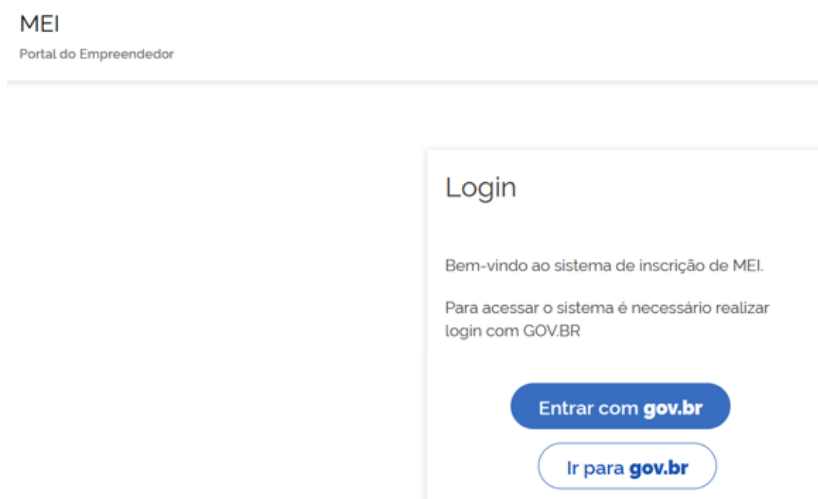 MEI
Portal do Empreendedor
Login
Bem-vindo ao sistema de inscrição de MEI.
Para acessar o sistema é necessário realizar
login com GOV.BR
Entrar com gov.br
Ir para gov.br